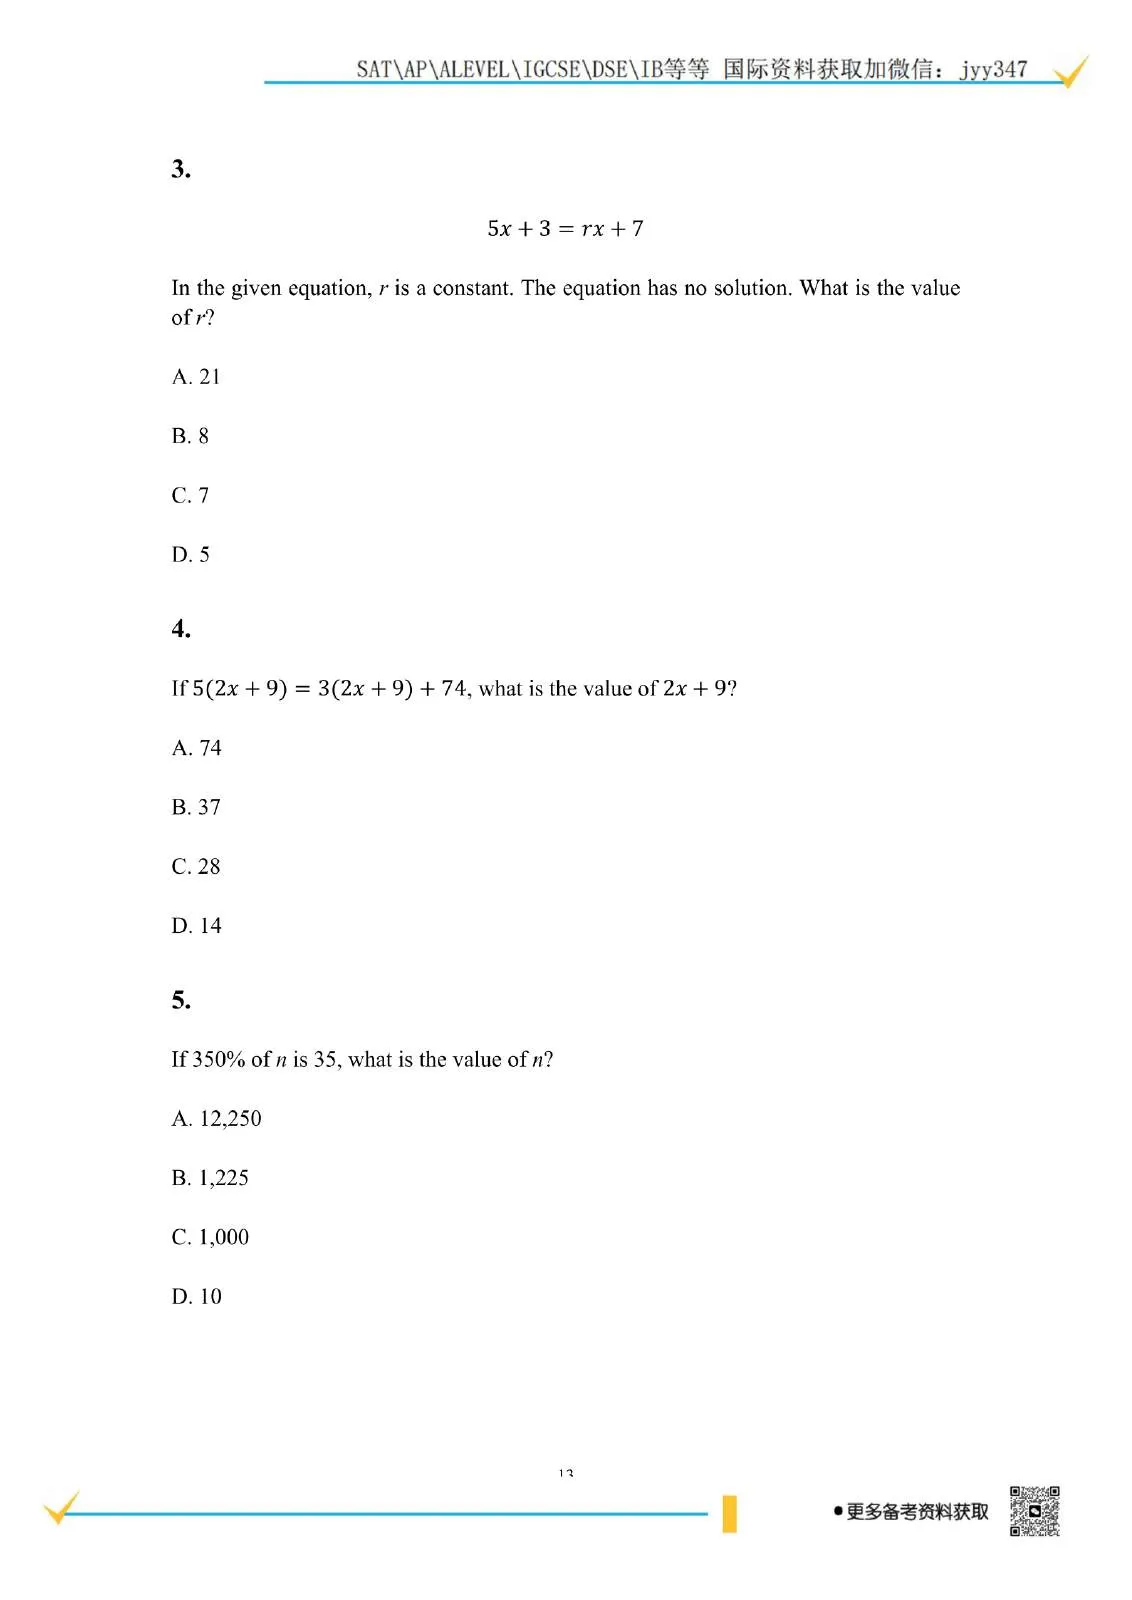 SAT\AP\ALEVEL\IGCSE\DSE\IB等等 国际资料获取加微信：jyy347
3.
5x + 3 = rx + 7
In the given equation, r is a constant. The equation has no solution. What is the value
of r?
A. 21
B. 8
C. 7
D. 5
4.
If 5(2x + 9) = 3(2x + 9) + 74, what is the value of 2x + 9?
A. 74
B. 37
C. 28
D. 14
5.
If 350% of n is 35, what is the value of n?
A. 12,250
B. 1,225
C. 1,000
D. 10
13
•更多备考资料获取